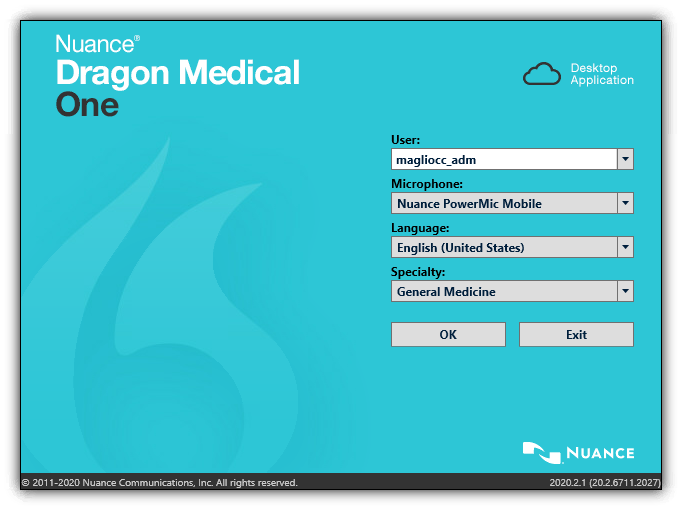 Nuance®
Dragon Medical
One
Desktop
Application
User:
magliocc_adm
Microphone:
Nuance PowerMic Mobile
Language:
English (United States)
Specialty:
General Medicine
OK Exit
NUANCE
© 2011-2020 Nuance Communications, Inc. All rights reserved. 2020.2.1 (20.2.6711.2027)